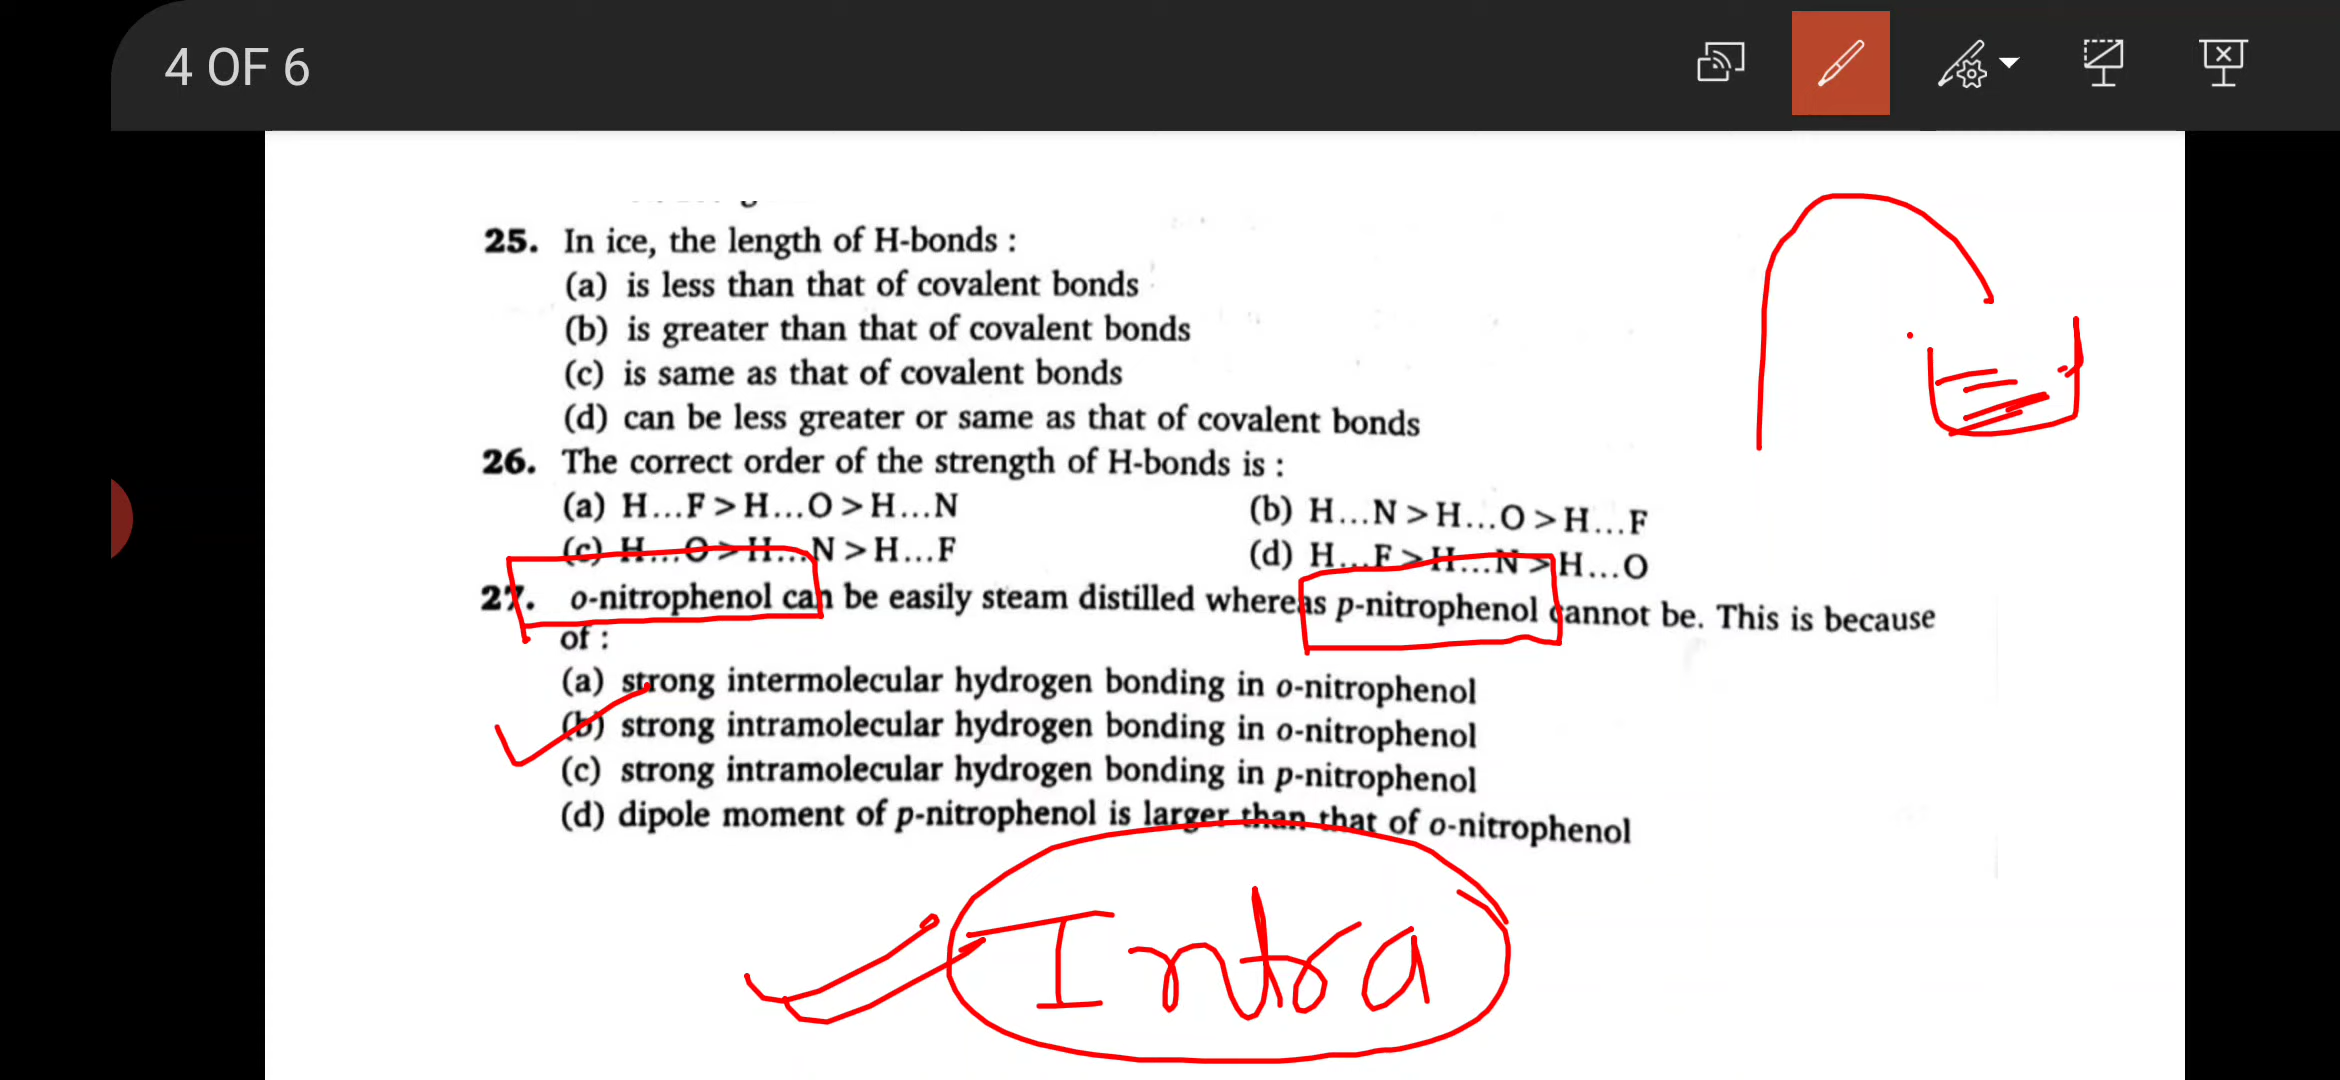 4 OF 6
25. In ice, the length of H-bonds :
(a) is less than that of covalent bonds
(b) is greater than that of covalent bonds
(c) is same as that of covalent bonds
(d) can be less greater or same as that of covalent bonds
26. The correct order of the strength of H-bonds is :
(a) H...F > H...O > H...N (b) H...N > H...O > H...F
(c) H...O > H...N > H...F (d) H...F > H...N > H...O
27. o-nitrophenol can be easily steam distilled whereas p-nitrophenol cannot be. This is because
of :
(a) strong intermolecular hydrogen bonding in o-nitrophenol
(b) strong intramolecular hydrogen bonding in o-nitrophenol
(c) strong intramolecular hydrogen bonding in p-nitrophenol
(d) dipole moment of p-nitrophenol is larger than that of o-nitrophenol
Intra